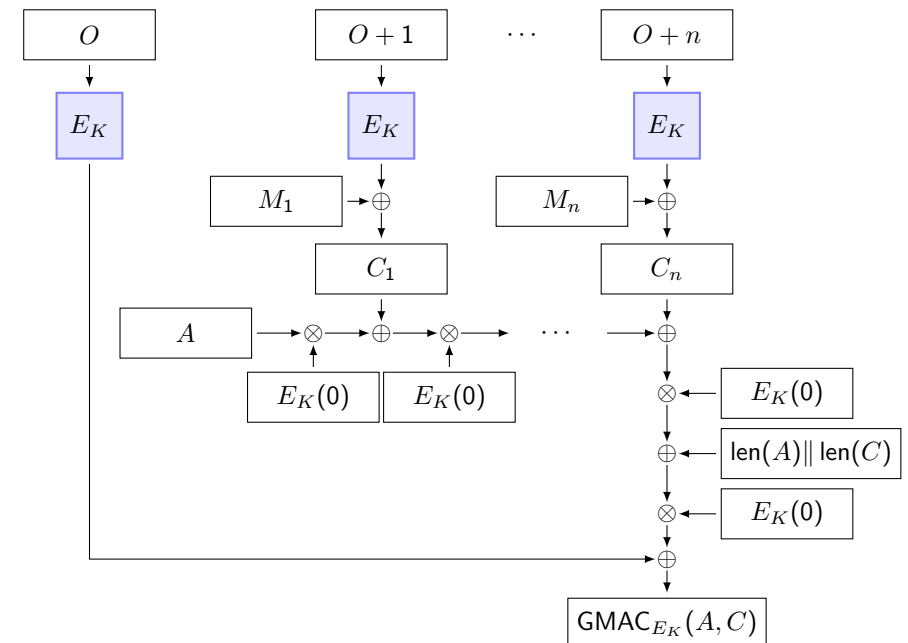 O O + 1 ⋯ O + n
E_K E_K E_K
M_1 M_n
C_1 C_n
A ⋯
E_K(0) E_K(0) E_K(0)
len(A)‖ len(C)
E_K(0)
GMAC_{E_K}(A, C)